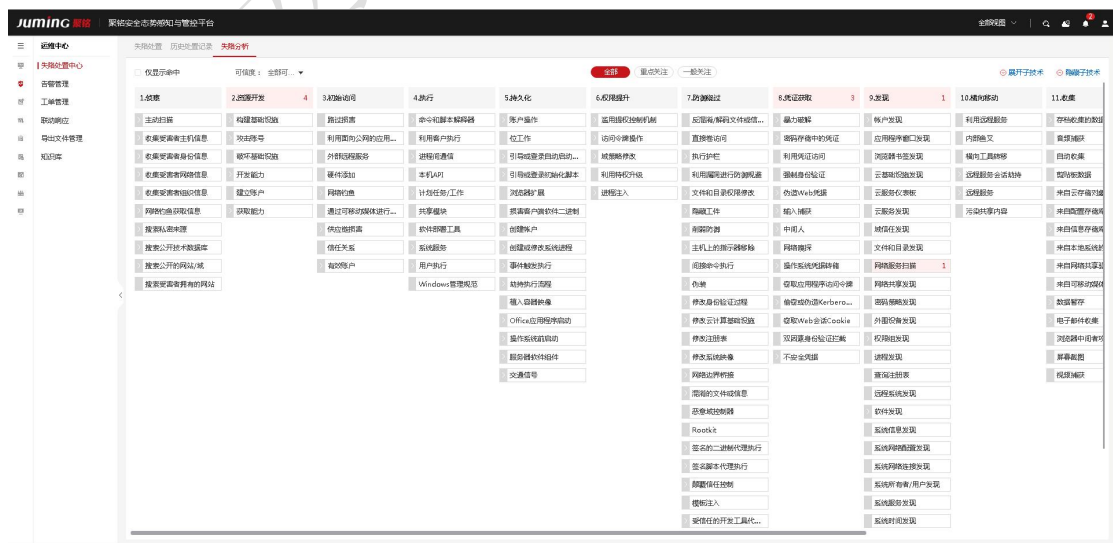 JUMING 聚铭 聚铭安全态势感知与管控平台 全部视图 2
运维中心
失陷处置中心
告警管理
工单管理
联动响应
导出文件管理
知识库
失陷处置 历史处置记录 失陷分析
仅显示命中 可信度： 全部可... 全部 重点关注 一般关注 展开子技术 隐藏子技术
1.侦察
主动扫描
收集受害者主机信息
收集受害者身份信息
收集受害者网络信息
收集受害者组织信息
网络钓鱼获取信息
搜索私密来源
搜索公开技术数据库
搜索公开的网站/域
搜索受害者拥有的网站
2.资源开发 4
构建基础设施
攻击账号
破坏基础设施
开发能力
建立账户
获取能力
3.初始访问
路过损害
利用面向公网的应用...
外部远程服务
硬件添加
网络钓鱼
通过可移动媒体进行...
供应链损害
信任关系
有效账户
4.执行
命令和脚本解释器
利用客户执行
进程间通信
本机API
计划任务/工作
共享模块
软件部署工具
系统服务
用户执行
Windows管理规范
5.持久化
账户操作
位工作
引导或登录自动启动...
引导或登录初始化脚本
浏览器扩展
损害客户端软件二进制
创建帐户
创建或修改系统进程
事件触发执行
劫持执行流程
植入容器映像
Office应用程序启动
操作系统前启动
服务器软件组件
交通信号
6.权限提升
滥用提权控制机制
访问令牌操作
域策略修改
利用特权升级
进程注入
7.防御绕过
反混淆/解码文件或信...
直接卷访问
执行护栏
利用漏洞进行防御规避
文件和目录权限修改
隐藏工件
削弱防御
主机上的指示器移除
间接命令执行
伪装
修改身份验证过程
修改云计算基础设施
修改注册表
修改系统映像
网络边界桥接
混淆的文件或信息
恶意域控制器
Rootkit
签名的二进制代理执行
签名脚本代理执行
颠覆信任控制
模板注入
受信任的开发工具代...
8.凭证获取 3
暴力破解
密码存储中的凭证
利用凭证访问
强制身份验证
伪造Web凭据
输入捕获
中间人
网络嗅探
操作系统凭据转储
窃取应用程序访问令牌
偷窃或伪造Kerbero...
窃取Web会话Cookie
双因素身份验证拦截
不安全凭据
9.发现 1
帐户发现
应用程序窗口发现
浏览器书签发现
云基础设施发现
云服务仪表板
云服务发现
域信任发现
文件和目录发现
网络服务扫描 1
网络共享发现
密码策略发现
外围设备发现
权限组发现
进程发现
查询注册表
远程系统发现
软件发现
系统信息发现
系统网络配置发现
系统网络连接发现
系统所有者/用户发现
系统服务发现
系统时间发现
10.横向移动
利用远程服务
内部鱼叉
横向工具转移
远程服务会话劫持
远程服务
污染共享内容
11.收集
存档收集的数据
音频捕获
自动收集
剪贴板数据
来自云存储对象
来自配置存储库
来自信息存储库
来自本地系统的
来自网络共享驱
来自可移动媒体
数据暂存
电子邮件收集
浏览器中间者攻
屏幕截图
视频捕获